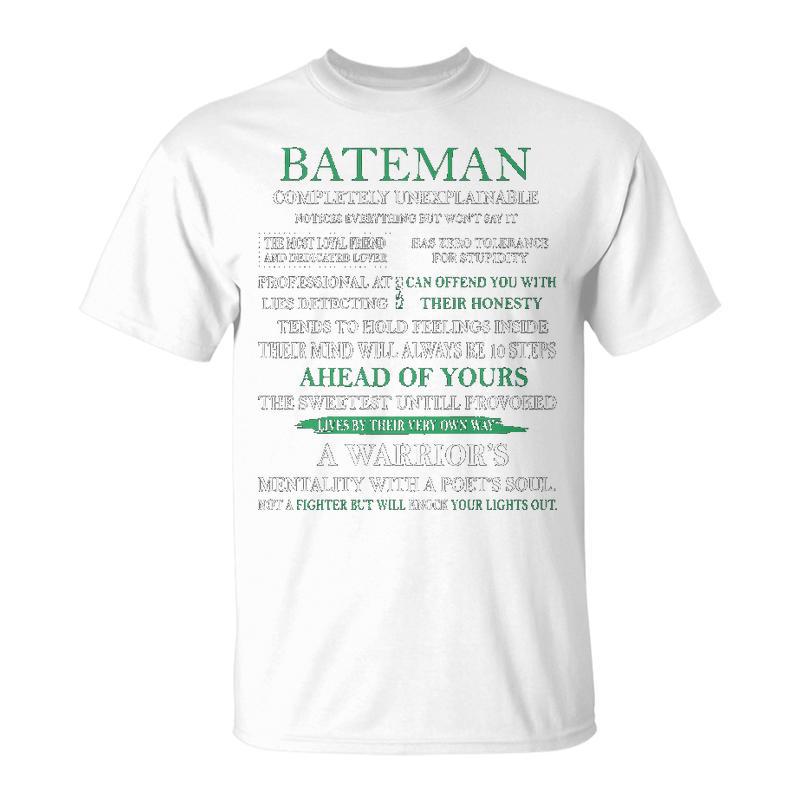 BATEMAN
COMPLETELY UNEXPLAINABLE
NOTICES EVERYTHING BUT WON'T SAY IT
THE MOST LOYAL FRIEND
AND DEDICATED LOVER
HAS ZERO TOLERANCE
FOR STUPIDITY
PROFESSIONAL AT
LIES DETECTING
CAN OFFEND YOU WITH
THEIR HONESTY
TENDS TO HOLD FEELINGS INSIDE
THEIR MIND WILL ALWAYS BE 10 STEPS
AHEAD OF YOURS
THE SWEETEST UNTILL PROVOKED
LIVES BY THEIR VERY OWN WAY
A WARRIOR'S
MENTALITY WITH A POET'S SOUL.
NOT A FIGHTER BUT WILL KNOCK YOUR LIGHTS OUT.